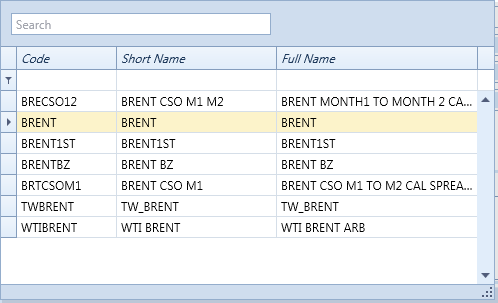 Search
Code Short Name Full Name
BRECSO12 BRENT CSO M1 M2 BRENT MONTH1 TO MONTH 2 CA...
BRENT BRENT BRENT
BRENT1ST BRENT1ST BRENT1ST
BRENTBZ BRENT BZ BRENT BZ
BRTCSOM1 BRENT CSO M1 BRENT CSO M1 TO M2 CAL SPREA...
TWBRENT TW_BRENT TW_BRENT
WTIBRENT WTI BRENT WTI BRENT ARB